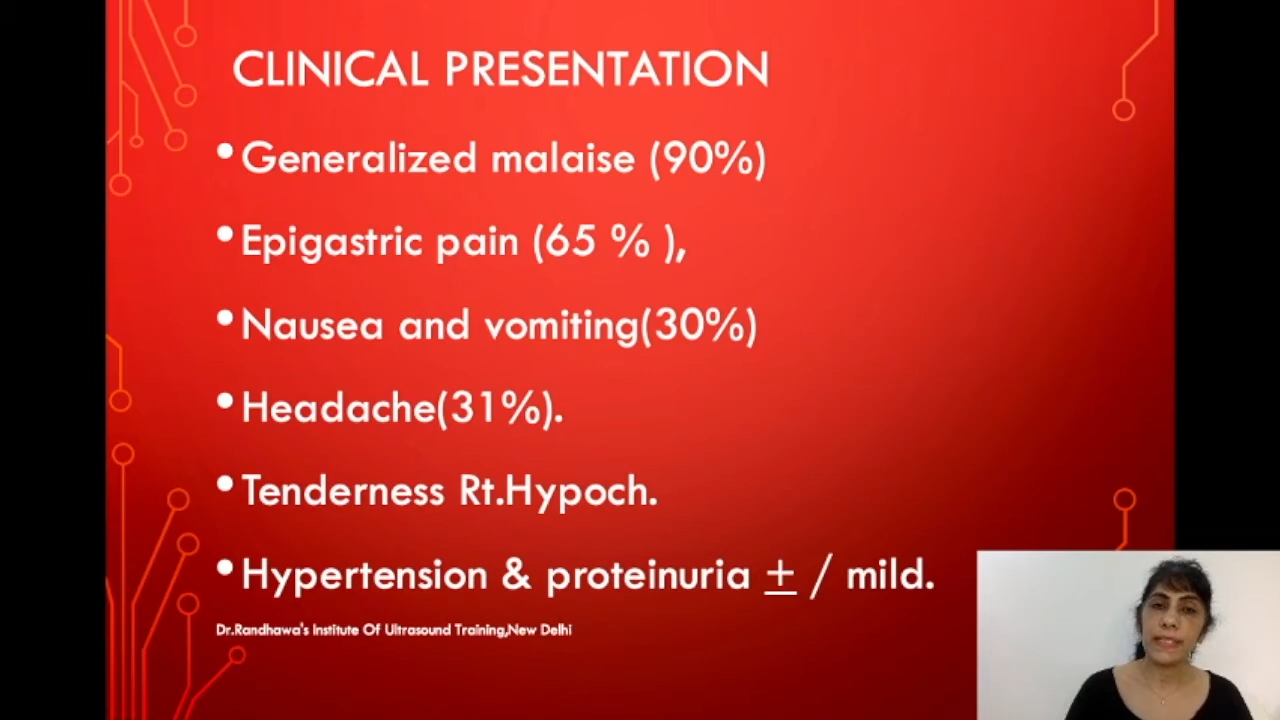 CLINICAL PRESENTATION
•Generalized malaise (90%)
•Epigastric pain (65 % ),
•Nausea and vomiting(30%)
•Headache(31%).
•Tenderness Rt.Hypoch.
•Hypertension & proteinuria ± / mild.
Dr.Randhawa's Institute Of Ultrasound Training,New Delhi